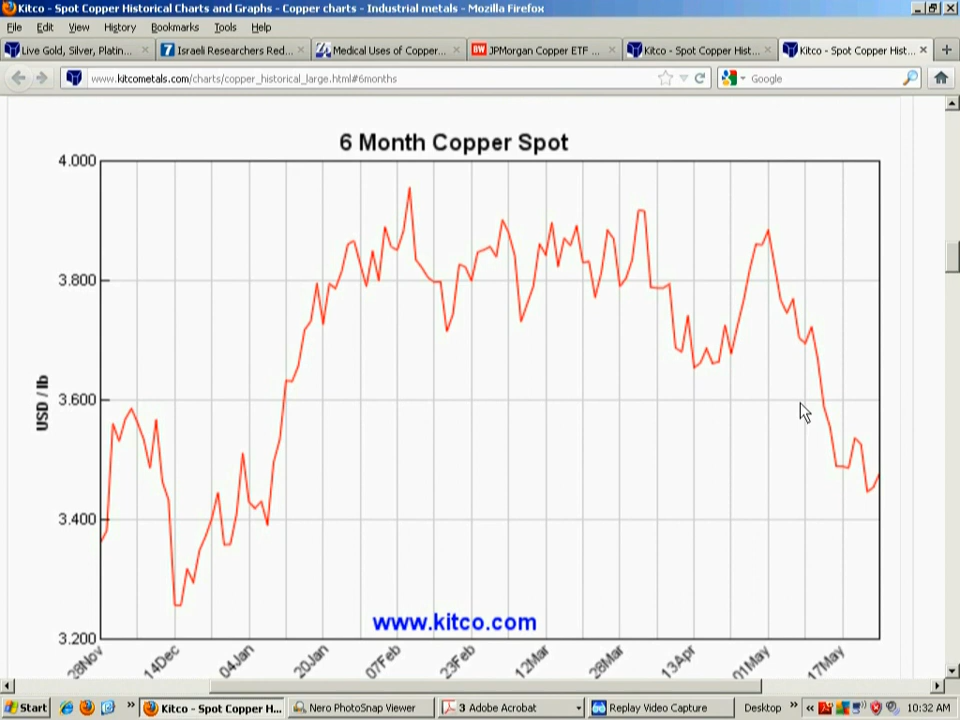 Kitco - Spot Copper Historical Charts and Graphs - Copper charts - Industrial metals - Mozilla Firefox
File Edit View History Bookmarks Tools Help
Live Gold, Silver, Platin... Israeli Researchers Red... Medical Uses of Copper... BW JPMorgan Copper ETF ... Kitco - Spot Copper Hist... Kitco - Spot Copper Hist...
www.kitcometals.com/charts/copper_historical_large.html#6months Google
6 Month Copper Spot
4.000
3.800
3.600
3.400
3.200
USD / lb
www.kitco.com
28Nov 14Dec 04Jan 20Jan 07Feb 23Feb 12Mar 28Mar 13Apr 01May 17May
Start Kitco - Spot Copper H... Nero PhotoSnap Viewer 3 Adobe Acrobat Replay Video Capture Desktop 10:32 AM